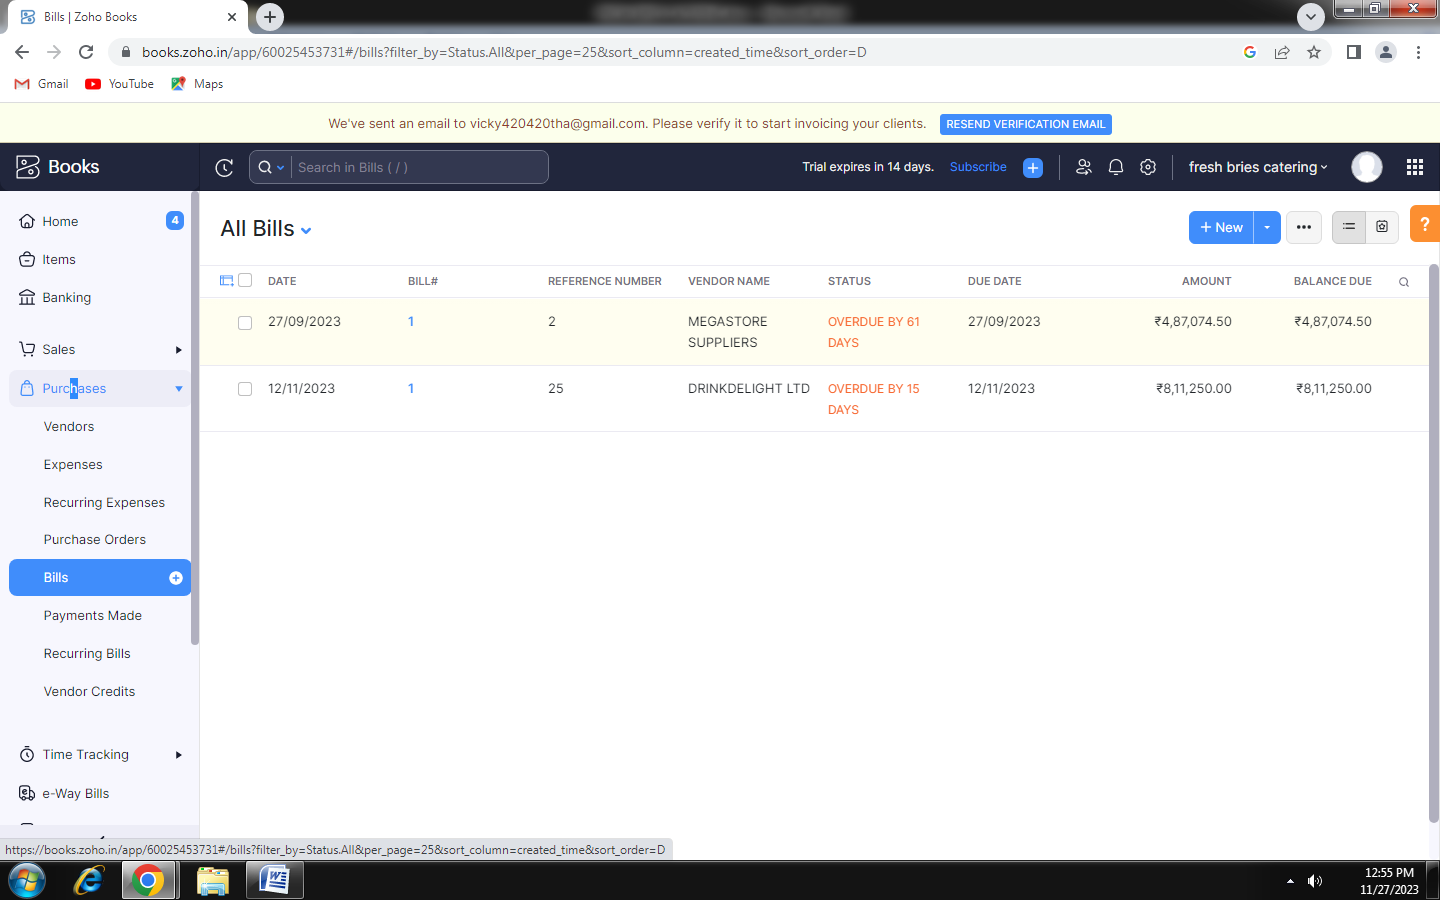 Bills | Zoho Books
books.zoho.in/app/60025453731#/bills?filter_by=Status.All&per_page=25&sort_column=created_time&sort_order=D
Gmail YouTube Maps
We've sent an email to vicky420420tha@gmail.com. Please verify it to start invoicing your clients. RESEND VERIFICATION EMAIL
Books Search in Bills ( / ) Trial expires in 14 days. Subscribe fresh bries catering
Home 4
Items
Banking
Sales
Purchases
Vendors
Expenses
Recurring Expenses
Purchase Orders
Bills
Payments Made
Recurring Bills
Vendor Credits
Time Tracking
e-Way Bills
All Bills + New ?
DATE BILL# REFERENCE NUMBER VENDOR NAME STATUS DUE DATE AMOUNT BALANCE DUE
27/09/2023 1 2 MEGASTORE OVERDUE BY 61 27/09/2023 ₹4,87,074.50 ₹4,87,074.50
SUPPLIERS DAYS
12/11/2023 1 25 DRINKDELIGHT LTD OVERDUE BY 15 12/11/2023 ₹8,11,250.00 ₹8,11,250.00
DAYS
https://books.zoho.in/app/60025453731#/bills?filter_by=Status.All&per_page=25&sort_column=created_time&sort_order=D
12:55 PM
11/27/2023